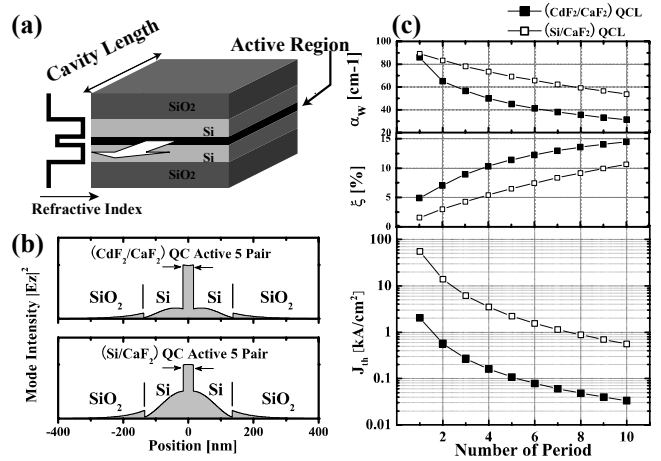 (a)
Cavity Length
Active Region
SiO2
Si
Si
SiO2
Refractive Index
(b)
Mode Intensity |Ez|²
(CdF2/CaF2) QC Active 5 Pair
SiO2 Si Si SiO2
(Si/CaF2) QC Active 5 Pair
SiO2 Si Si SiO2
-400 -200 0 200 400
Position [nm]
(c)
(CdF2/CaF2) QCL
(Si/CaF2) QCL
αW [cm-1]
100
80
60
40
20
ξ [%]
15
10
5
0
Jth [kA/cm²]
100
10
1
0.1
0.01
0 2 4 6 8 10
Number of Period